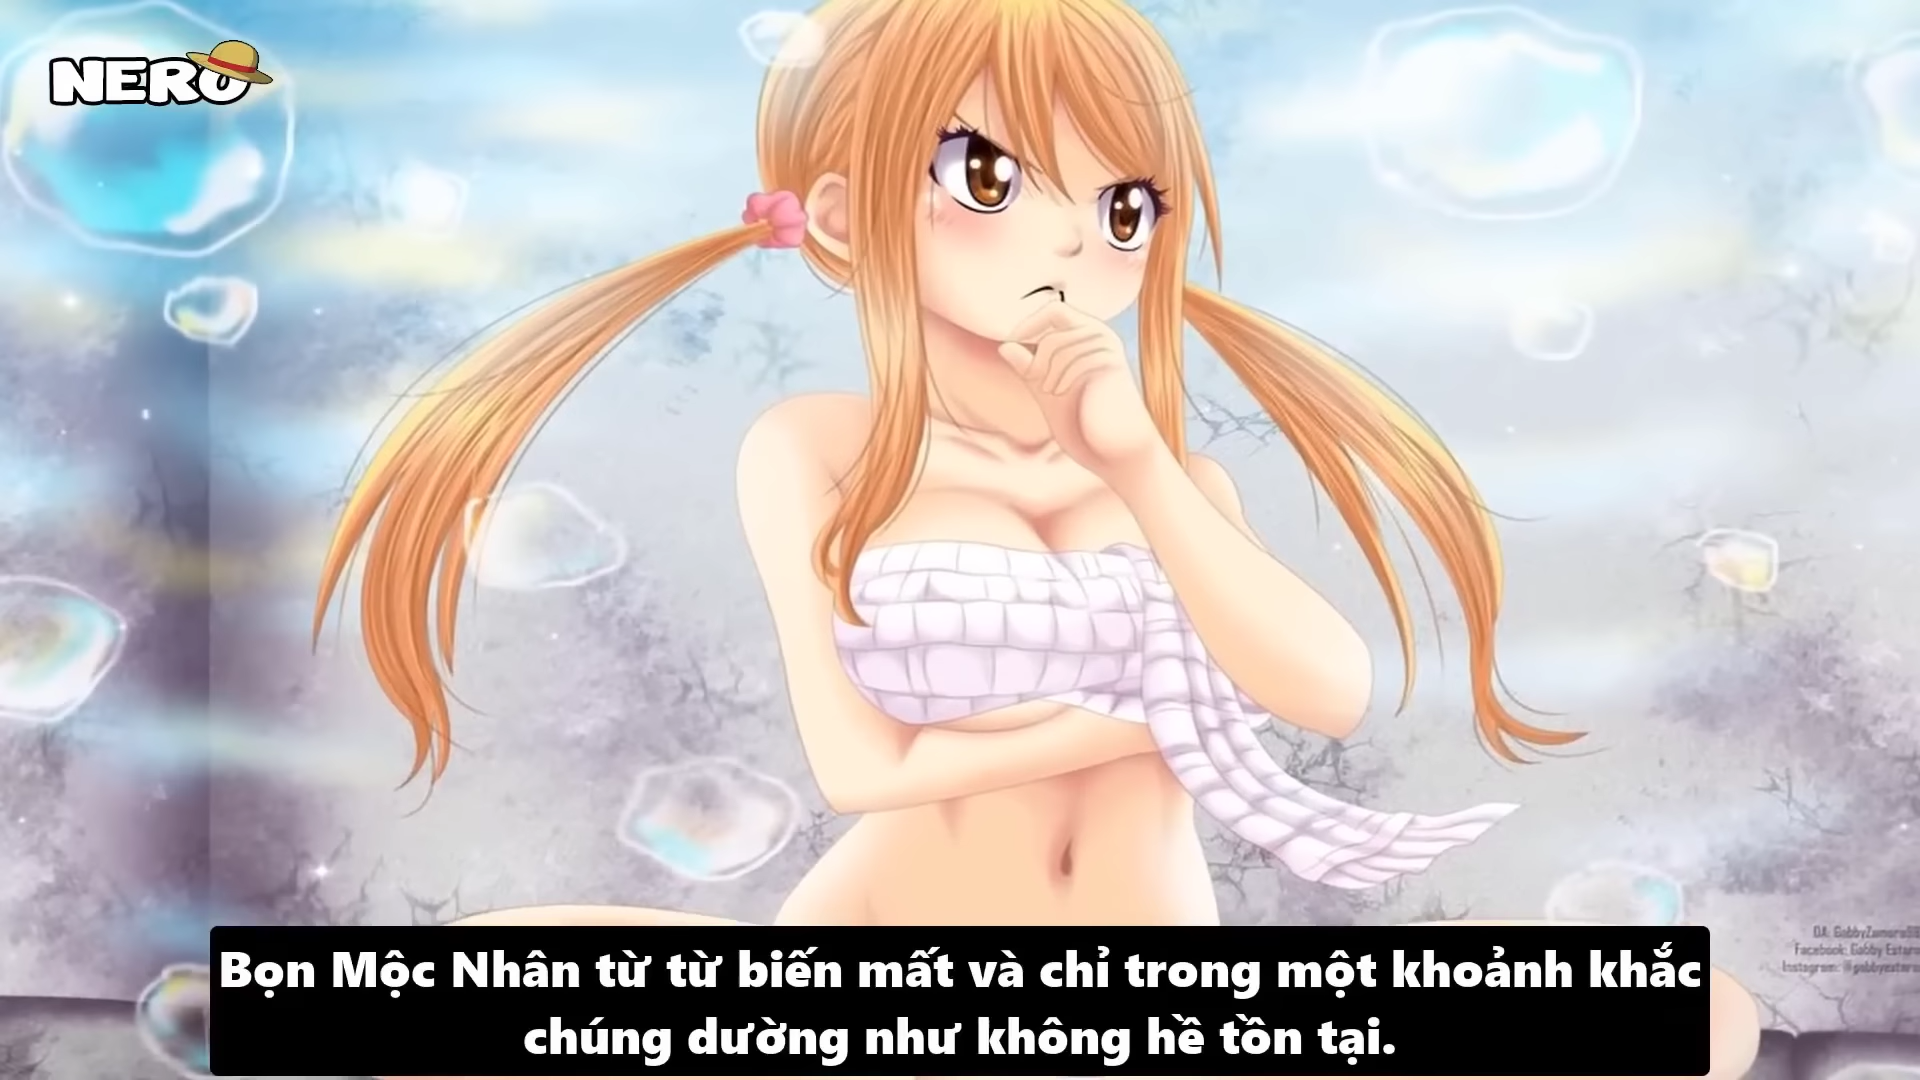 NERO
Bọn Mộc Nhân từ từ biến mất và chỉ trong một khoảnh khắc
chúng dường như không hề tồn tại.